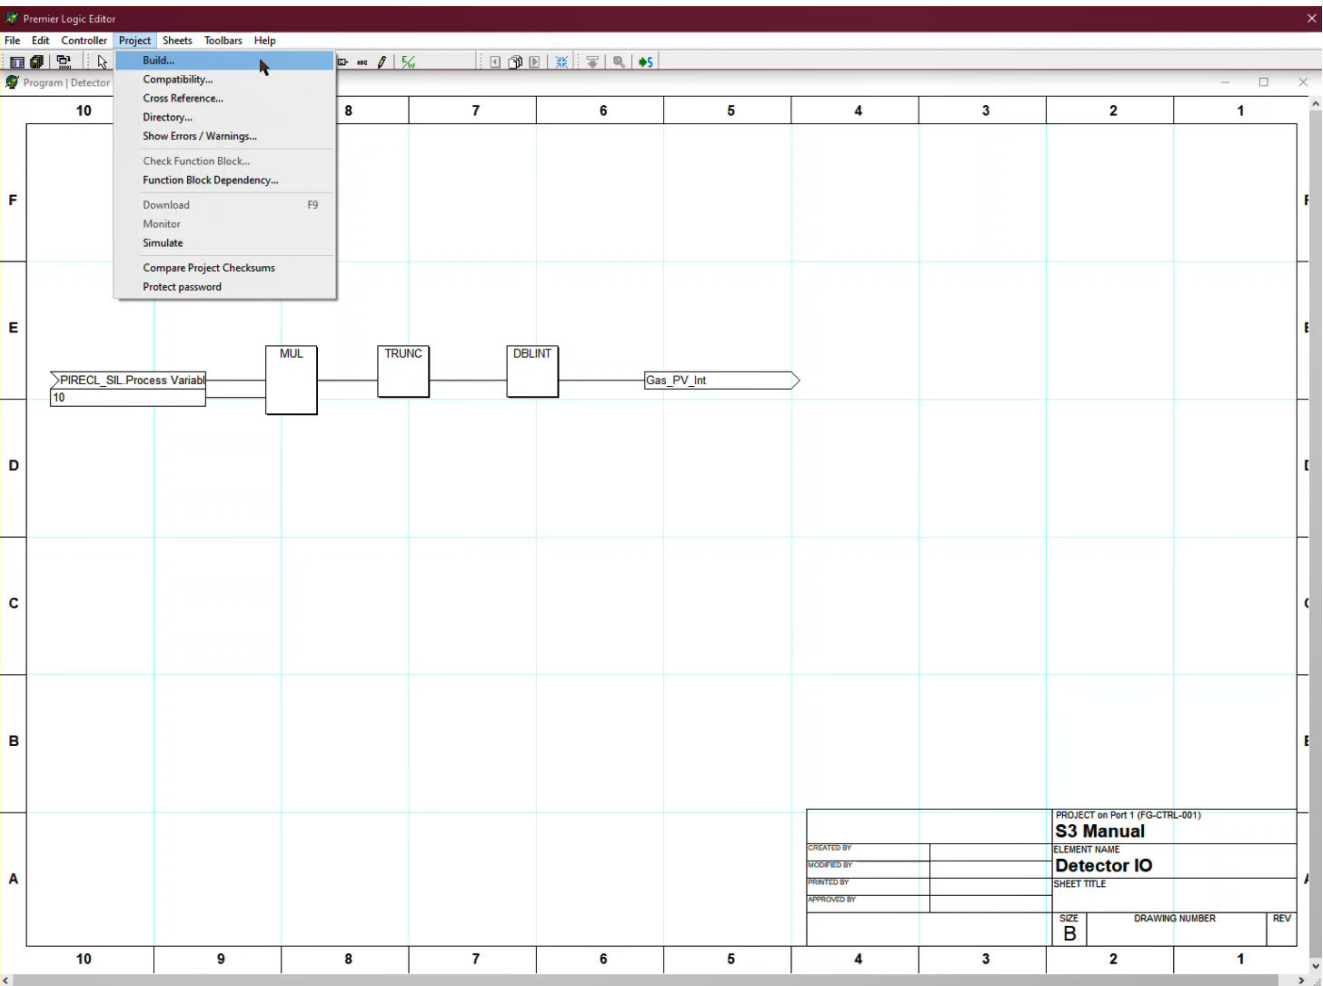 Premier Logic Editor
File Edit Controller Project Sheets Toolbars Help
Build...
Program | Detector
Compatibility...
Cross Reference...
Directory...
Show Errors / Warnings...
Check Function Block...
Function Block Dependency...
Download F9
Monitor
Simulate
Compare Project Checksums
Protect password
10 8 7 6 5 4 3 2 1
F
E
D
C
B
A
MUL TRUNC DBLINT
PIRECL_SIL.Process Variabl Gas_PV_Int
10
PROJECT on Port 1 (FG-CTRL-001)
S3 Manual
CREATED BY ELEMENT NAME
MODIFIED BY Detector IO
PRINTED BY SHEET TITLE
APPROVED BY
SIZE DRAWING NUMBER REV
B
10 9 8 7 6 5 4 3 2 1